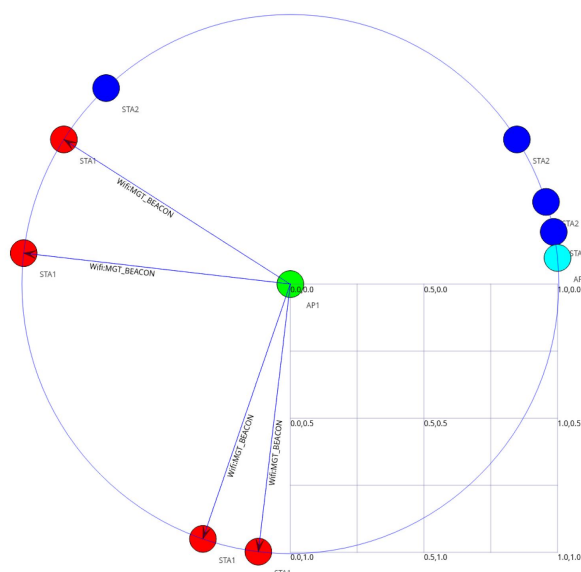 STA2
STA1
STA2
Wifi:MGT_BEACON
STA2
STA
Wifi:MGT_BEACON
STA1
AP
0.0,0.0
0.5,0.0
1.0,0.0
AP1
0.0,0.5
0.5,0.5
1.0,0.5
Wifi:MGT_BEACON
Wifi:MGT_BEACON
0.0,1.0
0.5,1.0
1.0,1.0
STA1